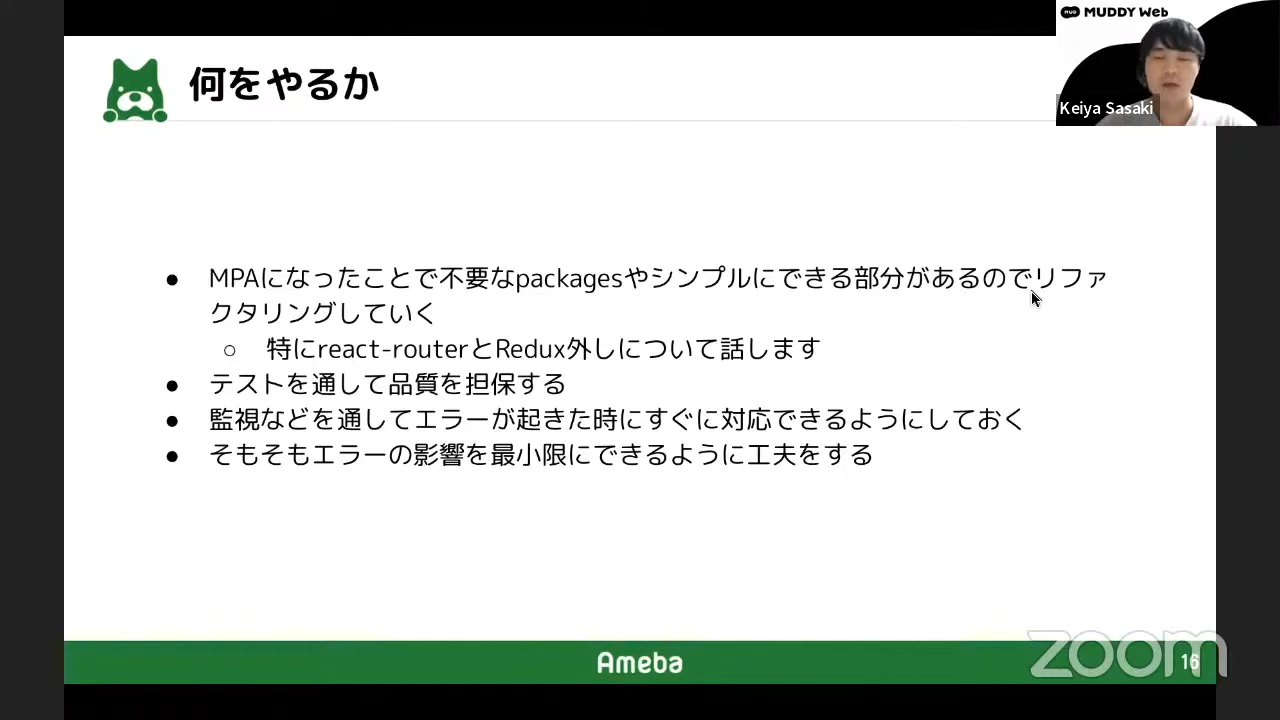 MUDDY Web
Keiya Sasaki
何をやるか
● MPAになったことで不要なpackagesやシンプルにできる部分があるのでリファ
クタリングしていく
○ 特にreact-routerとRedux外しについて話します
● テストを通して品質を担保する
● 監視などを通してエラーが起きた時にすぐに対応できるようにしておく
● そもそもエラーの影響を最小限にできるように工夫をする
Ameba
zoom
16